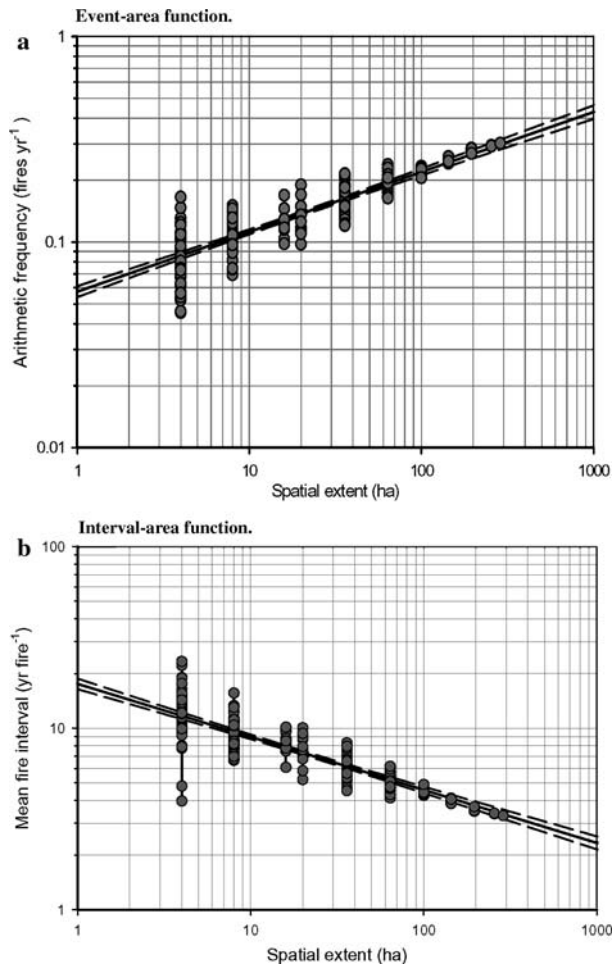 Event-area function.
a
1
0.1
0.01
Arithmetic frequency (fires yr⁻¹)
1
10
100
1000
Spatial extent (ha)
Interval-area function.
b
100
10
1
Mean fire interval (yr fire⁻¹)
1
10
100
1000
Spatial extent (ha)